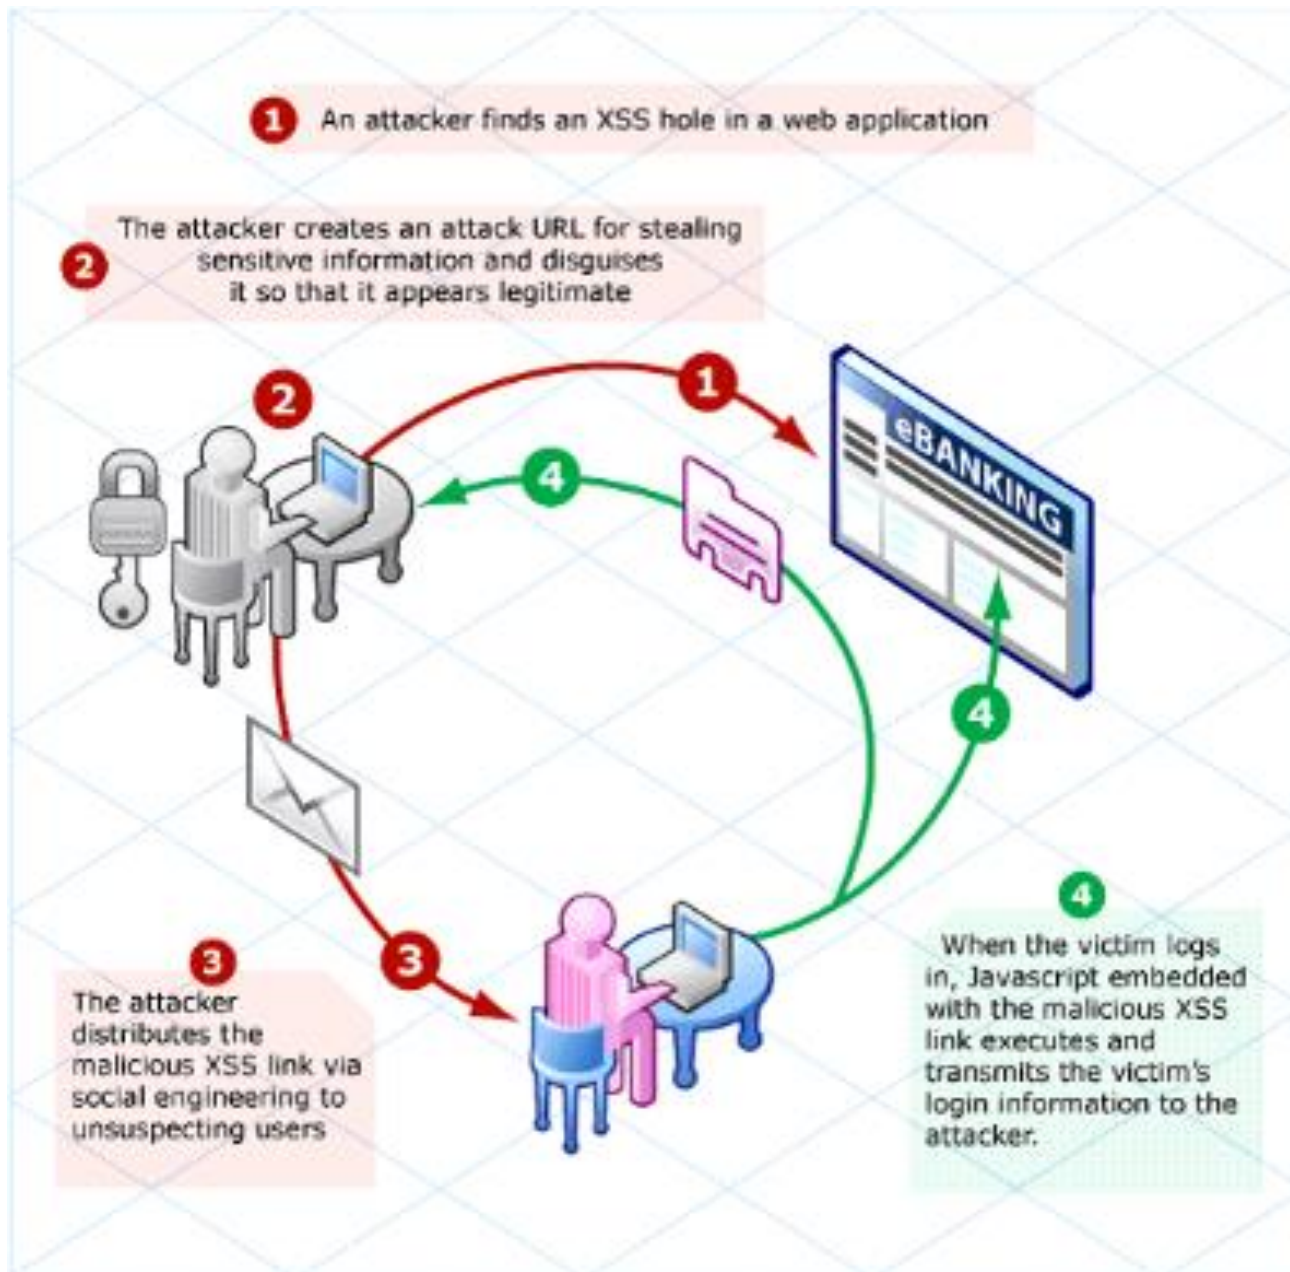 1 An attacker finds an XSS hole in a web application
The attacker creates an attack URL for stealing
2 sensitive information and disguises
it so that it appears legitimate
1
2
eBANKING
4
4
3
3
The attacker
distributes the
malicious XSS link via
social engineering to
unsuspecting users
4
When the victim logs
in, Javascript embedded
with the malicious XSS
link executes and
transmits the victim's
login information to the
attacker.